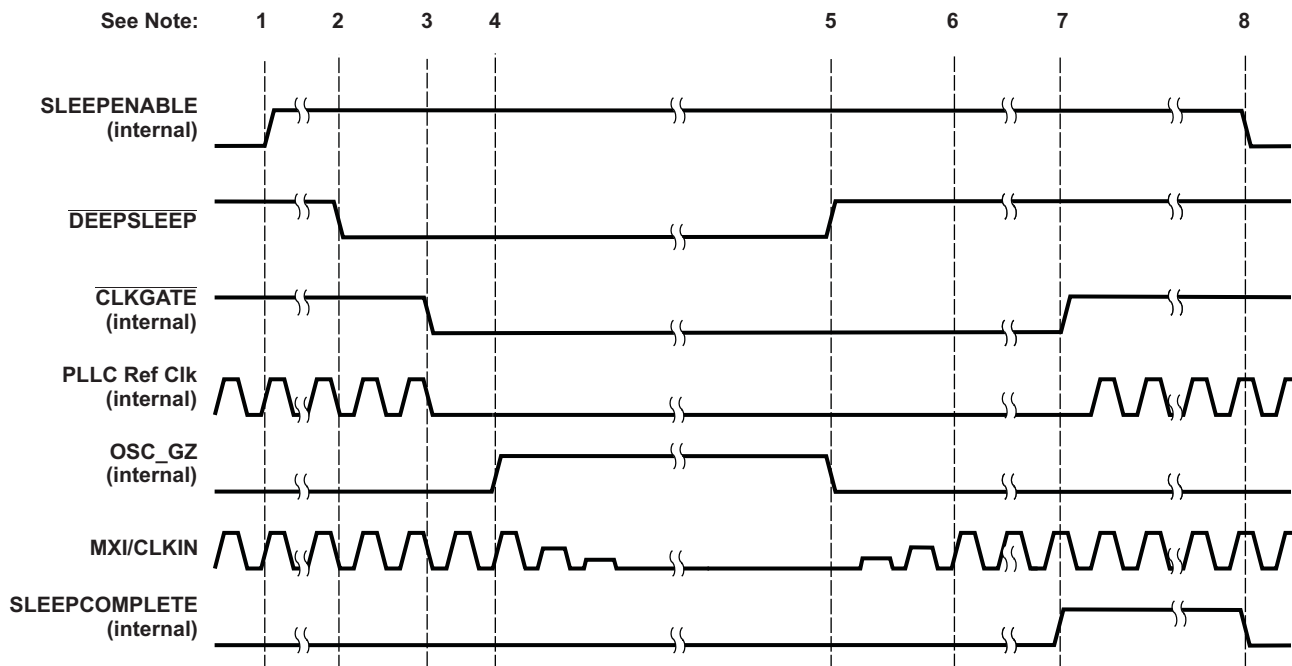 See Note: 1 2 3 4 5 6 7 8
SLEEPENABLE
(internal)
DEEPSLEEP
CLKGATE
(internal)
PLLC Ref Clk
(internal)
OSC_GZ
(internal)
MXI/CLKIN
SLEEPCOMPLETE
(internal)